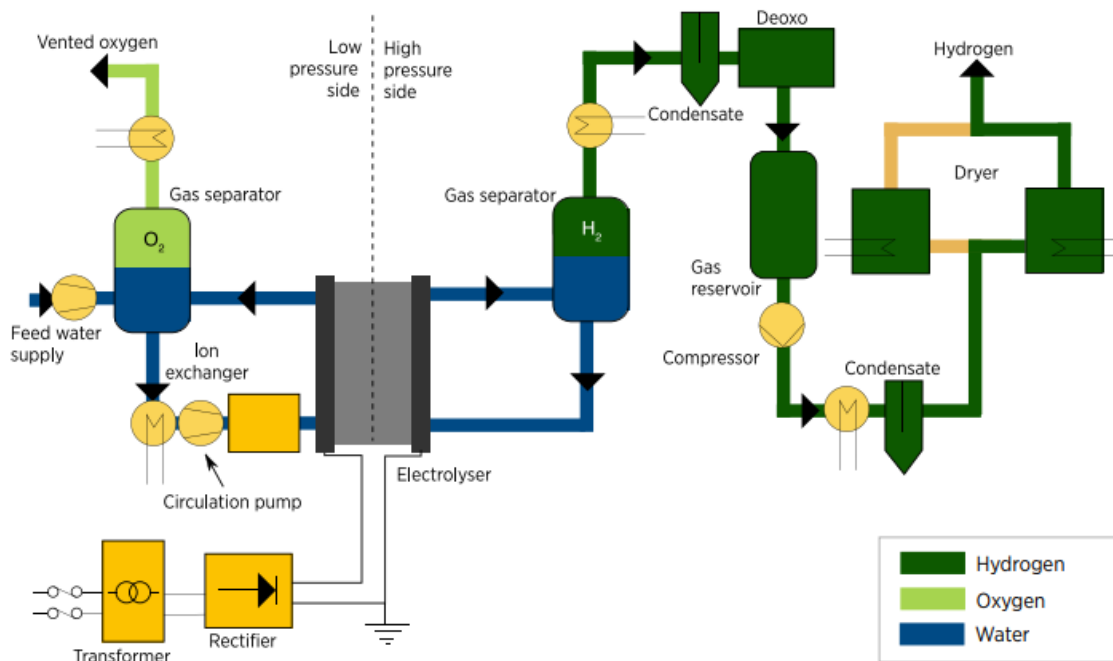 Vented oxygen
Low
pressure
side
High
pressure
side
Deoxo
Hydrogen
Condensate
Dryer
Gas separator
Gas separator
O₂
H₂
Gas
reservoir
Feed water
supply
Ion
exchanger
Compressor
Condensate
Electrolyser
Circulation pump
Transformer
Rectifier
Hydrogen
Oxygen
Water